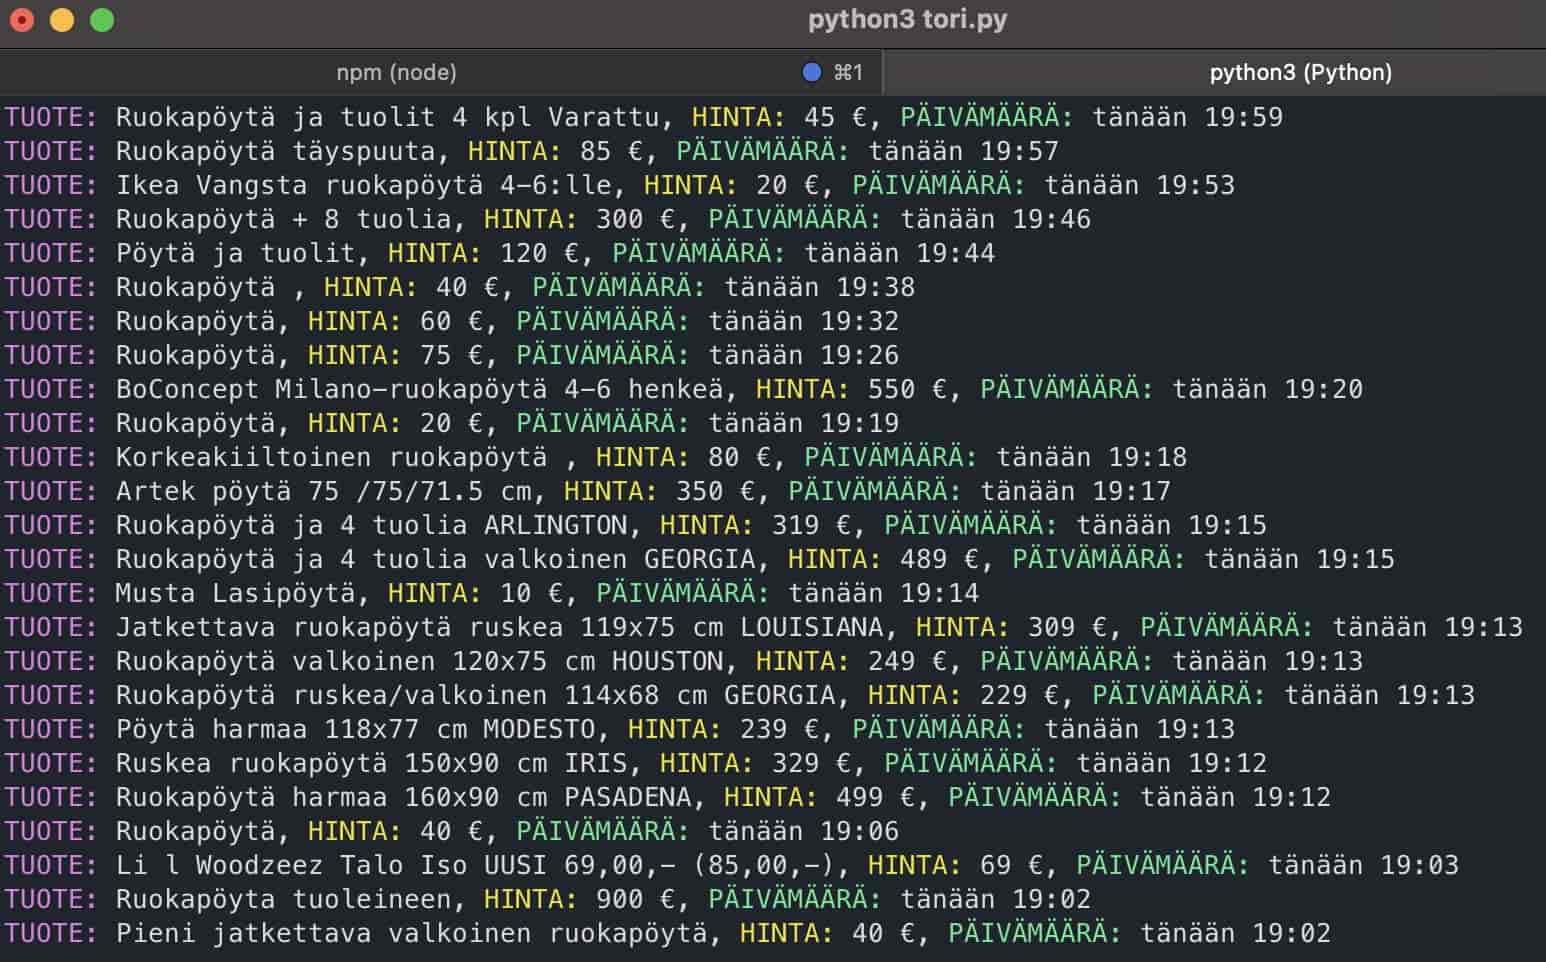 python3 tori.py
npm (node) ⌘1 python3 (Python)
TUOTE: Ruokapöytä ja tuolit 4 kpl Varattu, HINTA: 45 €, PÄIVÄMÄÄRÄ: tänään 19:59
TUOTE: Ruokapöytä täyspuuta, HINTA: 85 €, PÄIVÄMÄÄRÄ: tänään 19:57
TUOTE: Ikea Vangsta ruokapöytä 4-6:lle, HINTA: 20 €, PÄIVÄMÄÄRÄ: tänään 19:53
TUOTE: Ruokapöytä + 8 tuolia, HINTA: 300 €, PÄIVÄMÄÄRÄ: tänään 19:46
TUOTE: Pöytä ja tuolit, HINTA: 120 €, PÄIVÄMÄÄRÄ: tänään 19:44
TUOTE: Ruokapöytä , HINTA: 40 €, PÄIVÄMÄÄRÄ: tänään 19:38
TUOTE: Ruokapöytä, HINTA: 60 €, PÄIVÄMÄÄRÄ: tänään 19:32
TUOTE: Ruokapöytä, HINTA: 75 €, PÄIVÄMÄÄRÄ: tänään 19:26
TUOTE: BoConcept Milano-ruokapöytä 4-6 henkeä, HINTA: 550 €, PÄIVÄMÄÄRÄ: tänään 19:20
TUOTE: Ruokapöytä, HINTA: 20 €, PÄIVÄMÄÄRÄ: tänään 19:19
TUOTE: Korkeakiiltoinen ruokapöytä , HINTA: 80 €, PÄIVÄMÄÄRÄ: tänään 19:18
TUOTE: Artek pöytä 75 /75/71.5 cm, HINTA: 350 €, PÄIVÄMÄÄRÄ: tänään 19:17
TUOTE: Ruokapöytä ja 4 tuolia ARLINGTON, HINTA: 319 €, PÄIVÄMÄÄRÄ: tänään 19:15
TUOTE: Ruokapöytä ja 4 tuolia valkoinen GEORGIA, HINTA: 489 €, PÄIVÄMÄÄRÄ: tänään 19:15
TUOTE: Musta Lasipöytä, HINTA: 10 €, PÄIVÄMÄÄRÄ: tänään 19:14
TUOTE: Jatkettava ruokapöytä ruskea 119x75 cm LOUISIANA, HINTA: 309 €, PÄIVÄMÄÄRÄ: tänään 19:13
TUOTE: Ruokapöytä valkoinen 120x75 cm HOUSTON, HINTA: 249 €, PÄIVÄMÄÄRÄ: tänään 19:13
TUOTE: Ruokapöytä ruskea/valkoinen 114x68 cm GEORGIA, HINTA: 229 €, PÄIVÄMÄÄRÄ: tänään 19:13
TUOTE: Pöytä harmaa 118x77 cm MODESTO, HINTA: 239 €, PÄIVÄMÄÄRÄ: tänään 19:13
TUOTE: Ruskea ruokapöytä 150x90 cm IRIS, HINTA: 329 €, PÄIVÄMÄÄRÄ: tänään 19:12
TUOTE: Ruokapöytä harmaa 160x90 cm PASADENA, HINTA: 499 €, PÄIVÄMÄÄRÄ: tänään 19:12
TUOTE: Ruokapöytä, HINTA: 40 €, PÄIVÄMÄÄRÄ: tänään 19:06
TUOTE: Li l Woodzeez Talo Iso UUSI 69,00,- (85,00,-), HINTA: 69 €, PÄIVÄMÄÄRÄ: tänään 19:03
TUOTE: Ruokapöyta tuoleineen, HINTA: 900 €, PÄIVÄMÄÄRÄ: tänään 19:02
TUOTE: Pieni jatkettava valkoinen ruokapöytä, HINTA: 40 €, PÄIVÄMÄÄRÄ: tänään 19:02